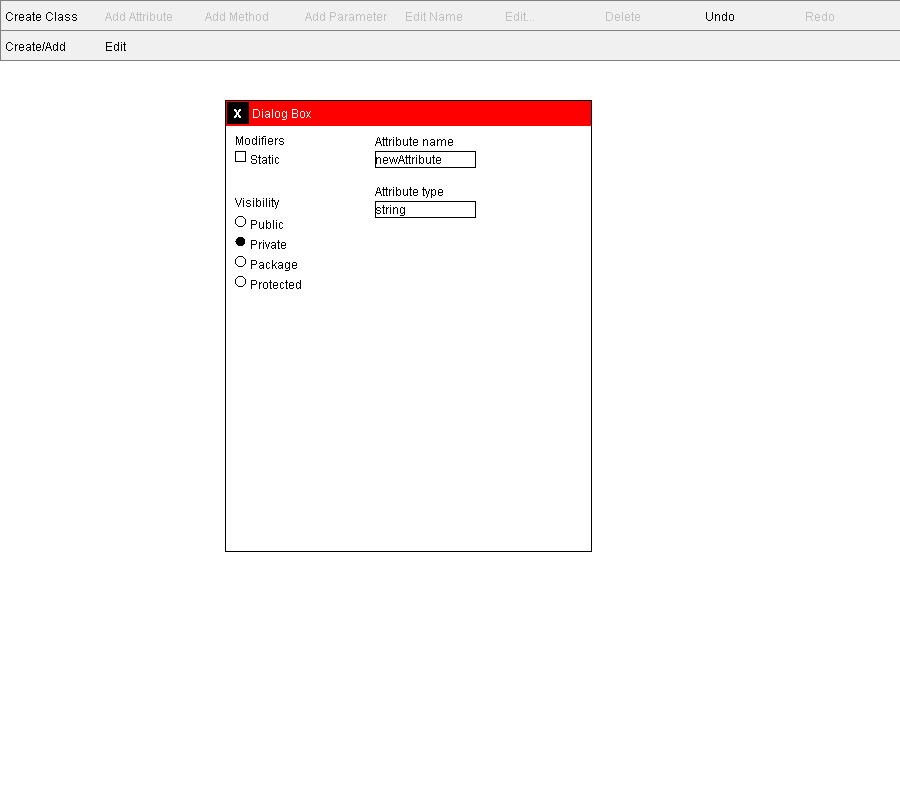 Create Class Add Attribute Add Method Add Parameter Edit Name Edit... Delete Undo Redo
Create/Add Edit
X Dialog Box
Modifiers
Static
Visibility
Public
Private
Package
Protected
Attribute name
newAttribute
Attribute type
string